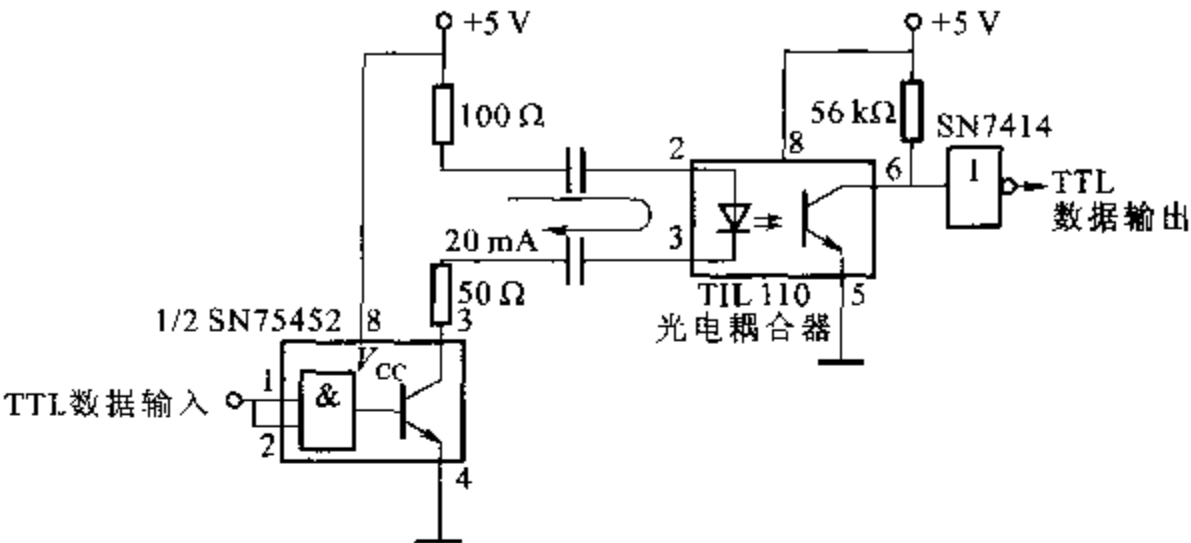 +5 V
+5 V
100 Ω
56 kΩ
SN7414
8
2
6
1
TTL
数据输出
3
20 mA
50 Ω
TIL 110
5
光电耦合器
1/2 SN75452
8
3
VCC
1
&
TTL数据输入
2
4